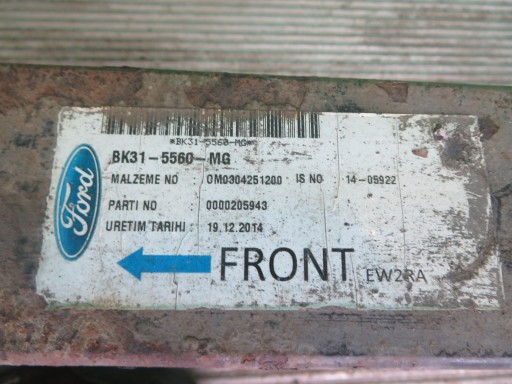 *BK31-5560-MG*
BK31-5560-MG
MALZEME NO : 0M0304251200 IS NO : 14-05922
PARTI NO : 0000205943
URETIM TARIHI : 19.12.2014
Ford
FRONT EW2RA